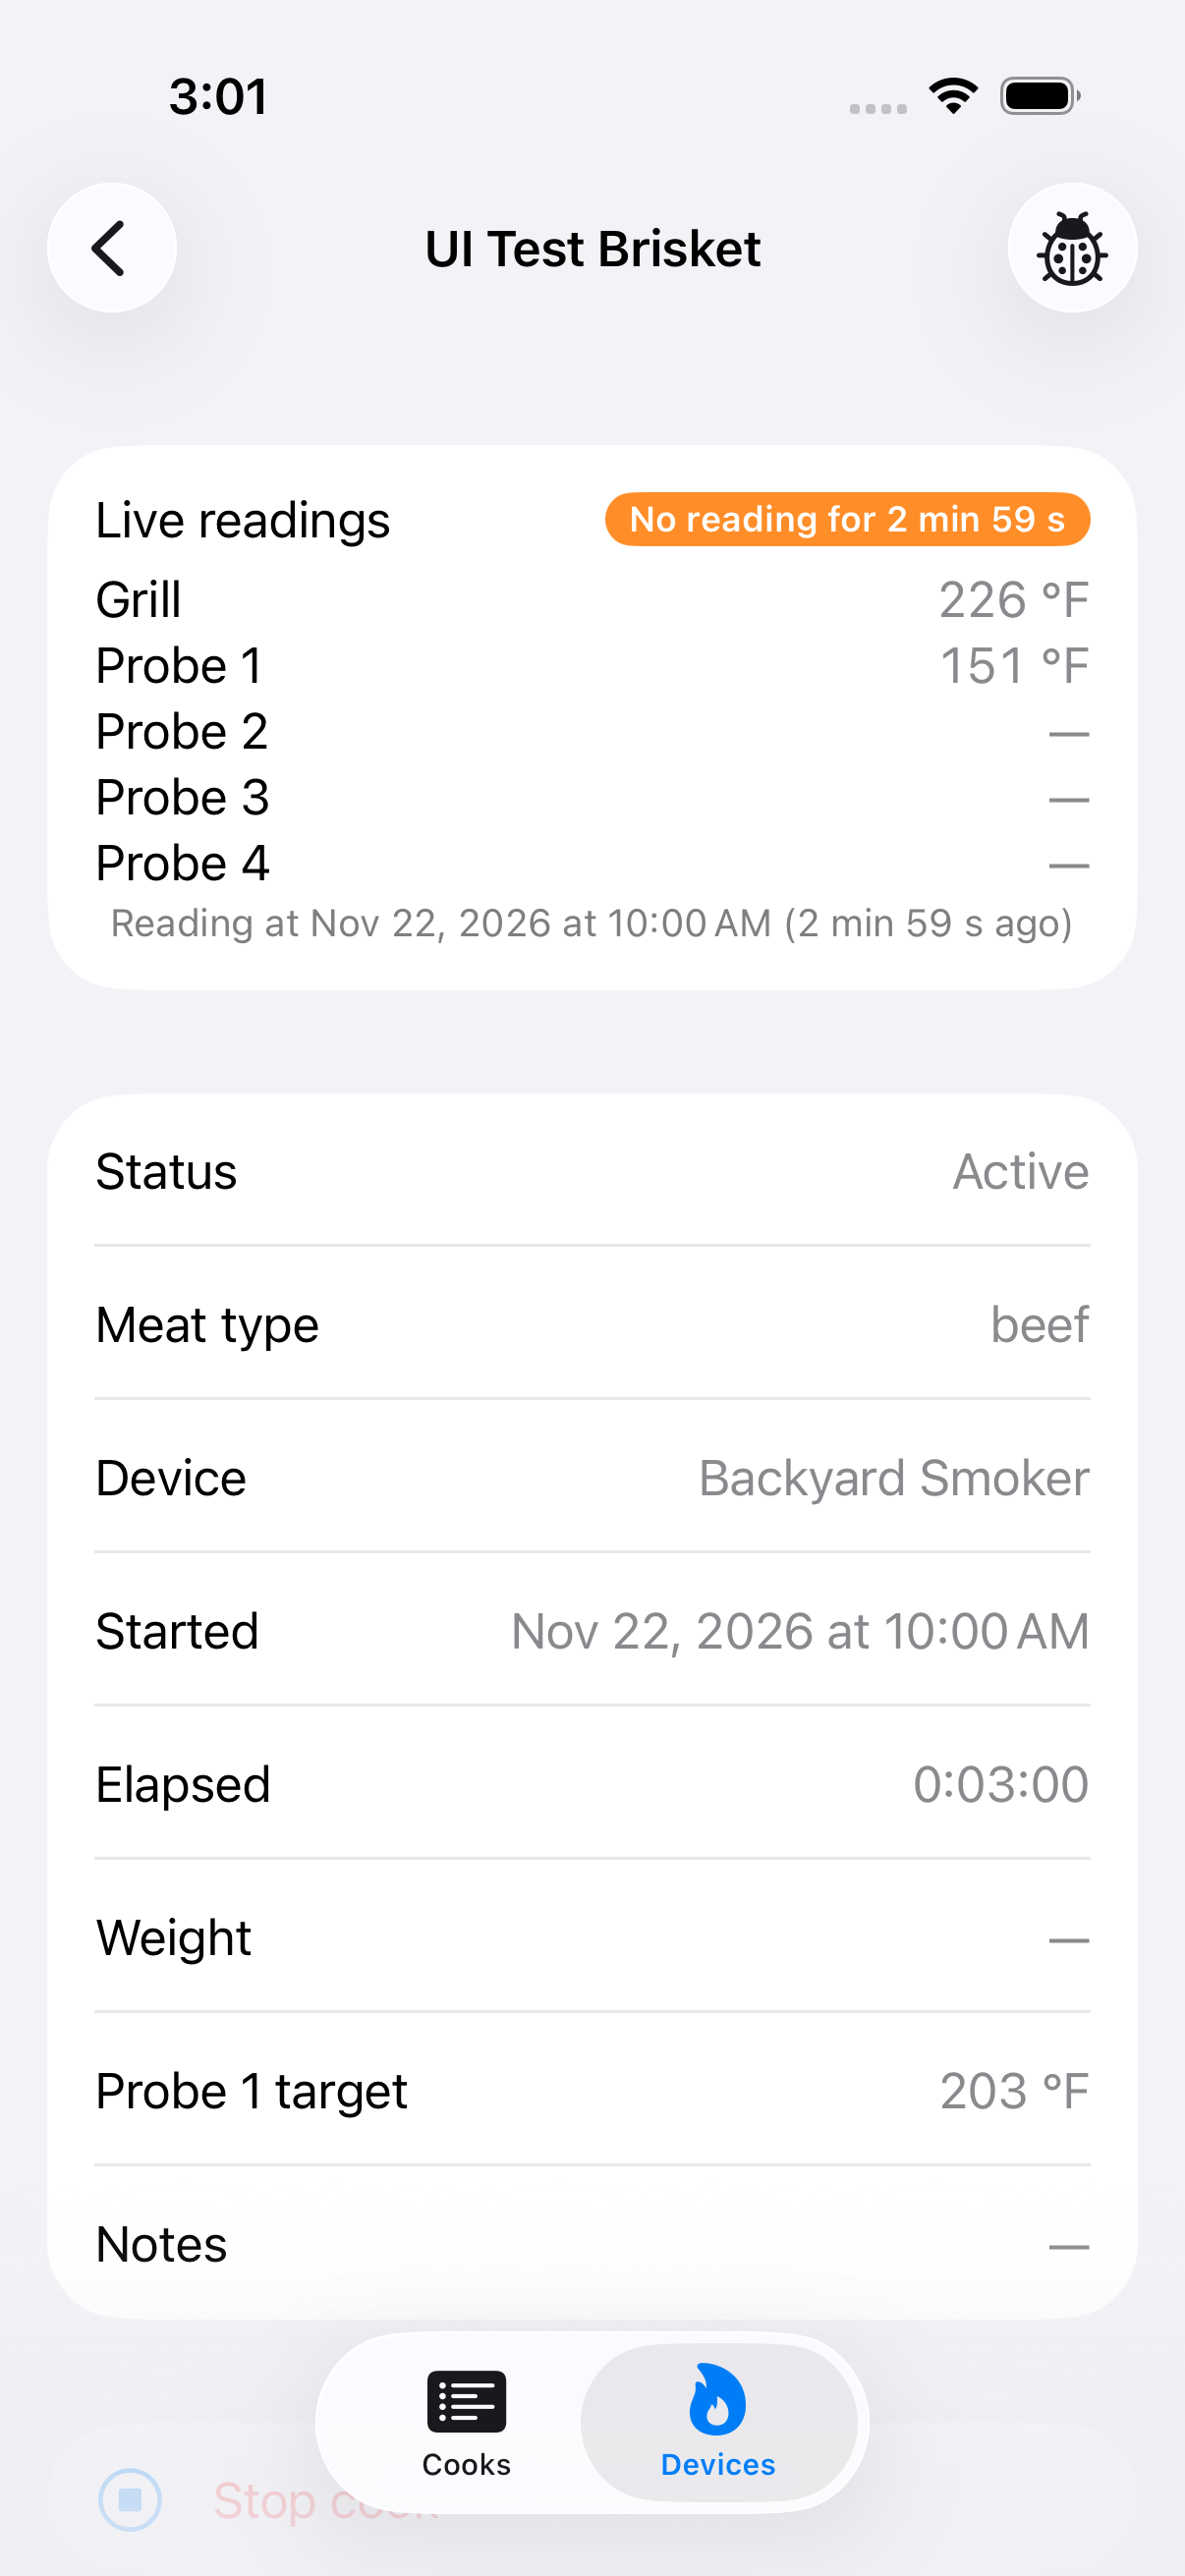 3:01
UI Test Brisket
Live readings No reading for 2 min 59 s
Grill 226 °F
Probe 1 151 °F
Probe 2 —
Probe 3 —
Probe 4 —
Reading at Nov 22, 2026 at 10:00 AM (2 min 59 s ago)
Status Active
Meat type beef
Device Backyard Smoker
Started Nov 22, 2026 at 10:00 AM
Elapsed 0:03:00
Weight —
Probe 1 target 203 °F
Notes —
Cooks Devices
Stop cook